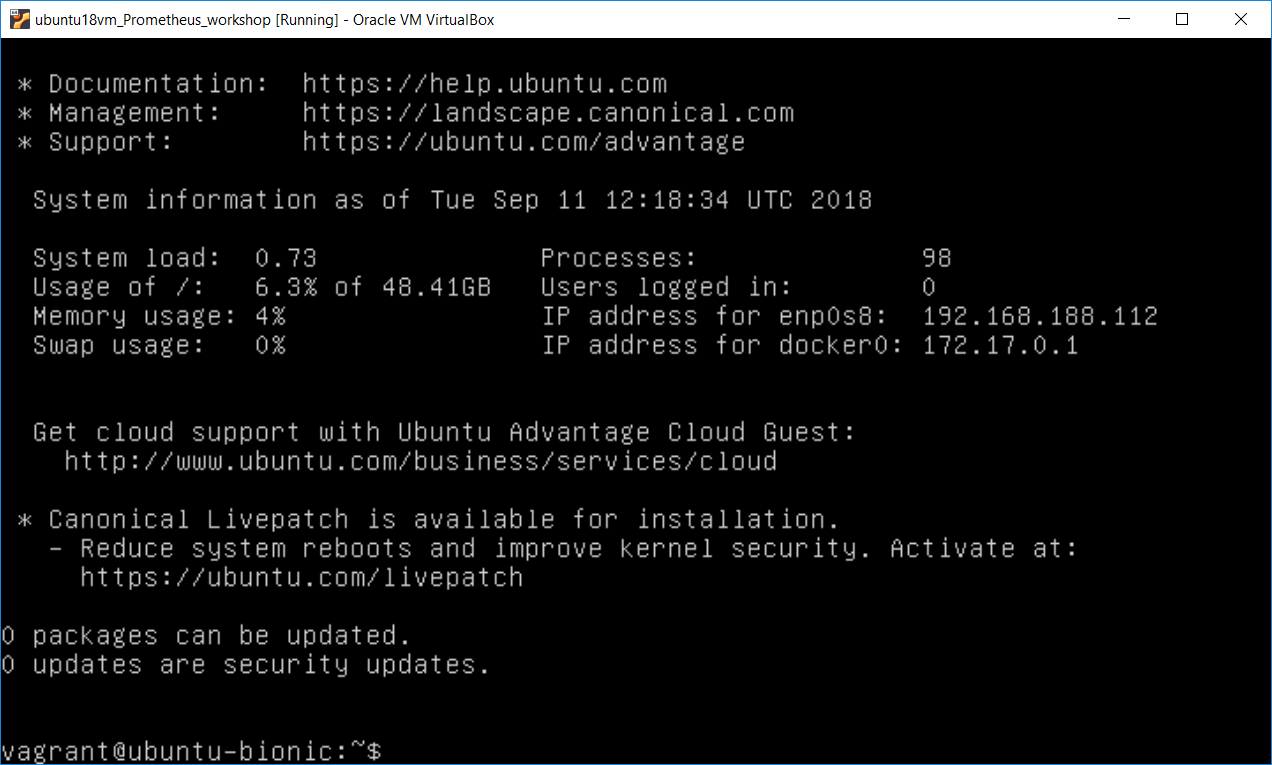 ubuntu18vm_Prometheus_workshop [Running] - Oracle VM VirtualBox
* Documentation:  https://help.ubuntu.com
* Management:     https://landscape.canonical.com
* Support:        https://ubuntu.com/advantage
System information as of Tue Sep 11 12:18:34 UTC 2018
System load:  0.73               Processes:              98
Usage of /:   6.3% of 48.41GB   Users logged in:        0
Memory usage: 4%                IP address for enp0s8:  192.168.188.112
Swap usage:   0%                IP address for docker0: 172.17.0.1
Get cloud support with Ubuntu Advantage Cloud Guest:
http://www.ubuntu.com/business/services/cloud
* Canonical Livepatch is available for installation.
- Reduce system reboots and improve kernel security. Activate at:
https://ubuntu.com/livepatch
0 packages can be updated.
0 updates are security updates.
vagrant@ubuntu-bionic:~$